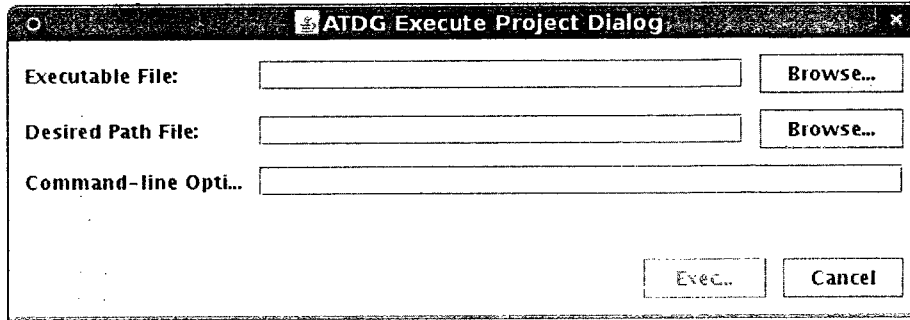 ATDG Execute Project Dialog
Executable File: Browse...
Desired Path File: Browse...
Command-line Opti...
Exec... Cancel